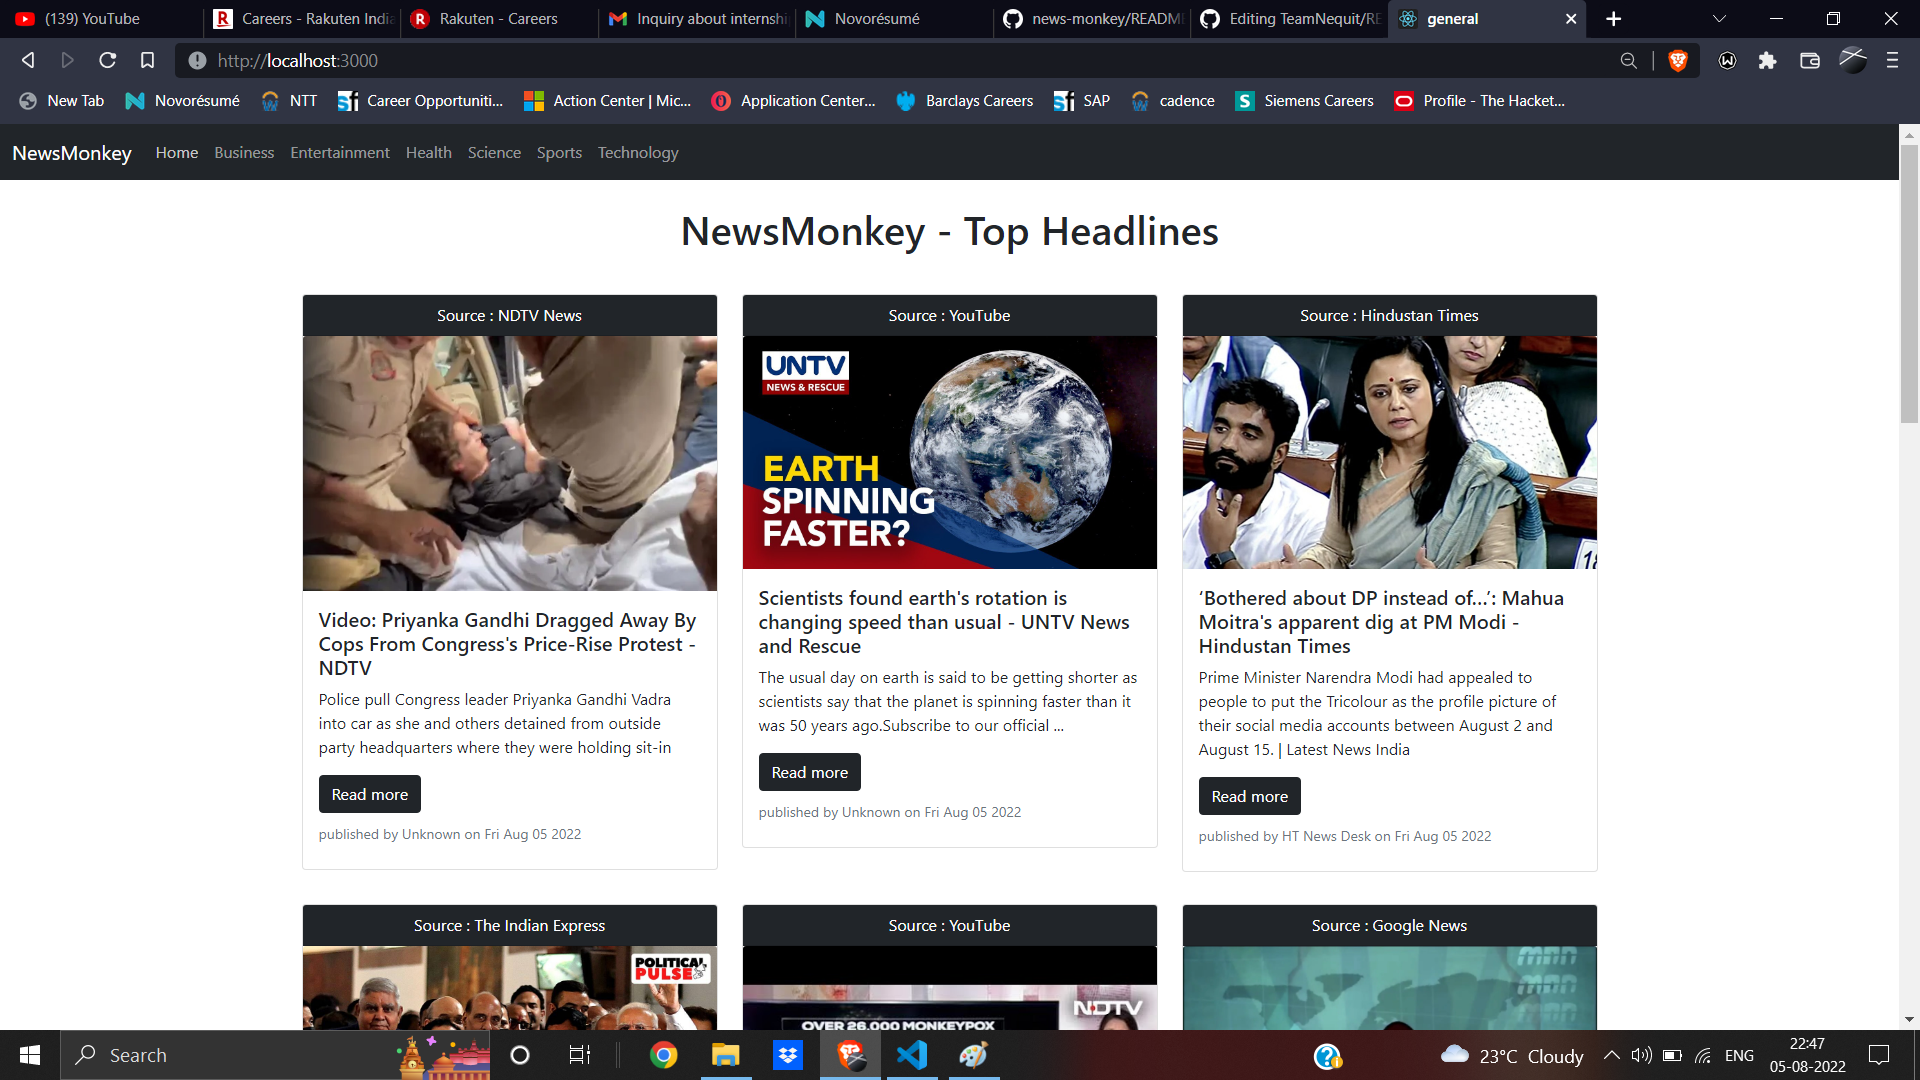 (139) YouTube
Careers - Rakuten India
Rakuten - Careers
Inquiry about internshi
Novorésumé
news-monkey/READM
Editing TeamNequit/RE
general
http://localhost:3000
New Tab
Novorésumé
NTT
Career Opportuniti...
Action Center | Mic...
Application Center...
Barclays Careers
SAP
cadence
Siemens Careers
Profile - The Hacket...
NewsMonkey
Home
Business
Entertainment
Health
Science
Sports
Technology
NewsMonkey - Top Headlines
Source : NDTV News
Video: Priyanka Gandhi Dragged Away By
Cops From Congress's Price-Rise Protest -
NDTV
Police pull Congress leader Priyanka Gandhi Vadra
into car as she and others detained from outside
party headquarters where they were holding sit-in
Read more
published by Unknown on Fri Aug 05 2022
Source : YouTube
UNTV
NEWS & RESCUE
EARTH
SPINNING
FASTER?
Scientists found earth's rotation is
changing speed than usual - UNTV News
and Rescue
The usual day on earth is said to be getting shorter as
scientists say that the planet is spinning faster than it
was 50 years ago.Subscribe to our official ...
Read more
published by Unknown on Fri Aug 05 2022
Source : Hindustan Times
18
‘Bothered about DP instead of...’: Mahua
Moitra's apparent dig at PM Modi -
Hindustan Times
Prime Minister Narendra Modi had appealed to
people to put the Tricolour as the profile picture of
their social media accounts between August 2 and
August 15. | Latest News India
Read more
published by HT News Desk on Fri Aug 05 2022
Source : The Indian Express
POLITICAL
PULSE
Source : YouTube
NDTV
OVER 26,000 MONKEYPOX
Source : Google News
Search
23°C Cloudy
ENG
22:47
05-08-2022